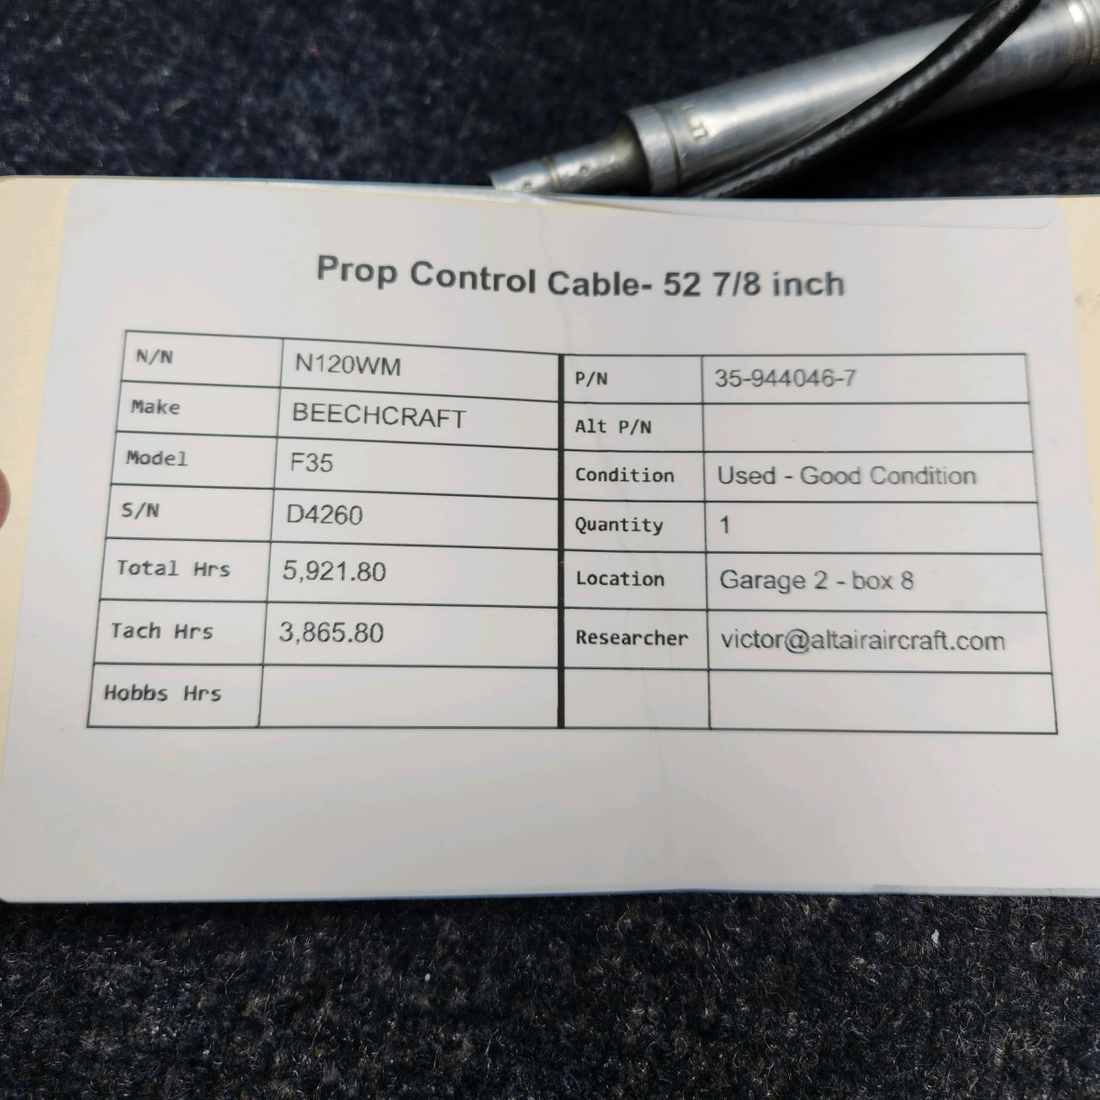 Prop Control Cable- 52 7/8 inch
N/N N120WM P/N 35-944046-7
Make BEECHCRAFT Alt P/N
Model F35 Condition Used - Good Condition
S/N D4260 Quantity 1
Total Hrs 5,921.80 Location Garage 2 - box 8
Tach Hrs 3,865.80 Researcher victor@altairaircraft.com
Hobbs Hrs